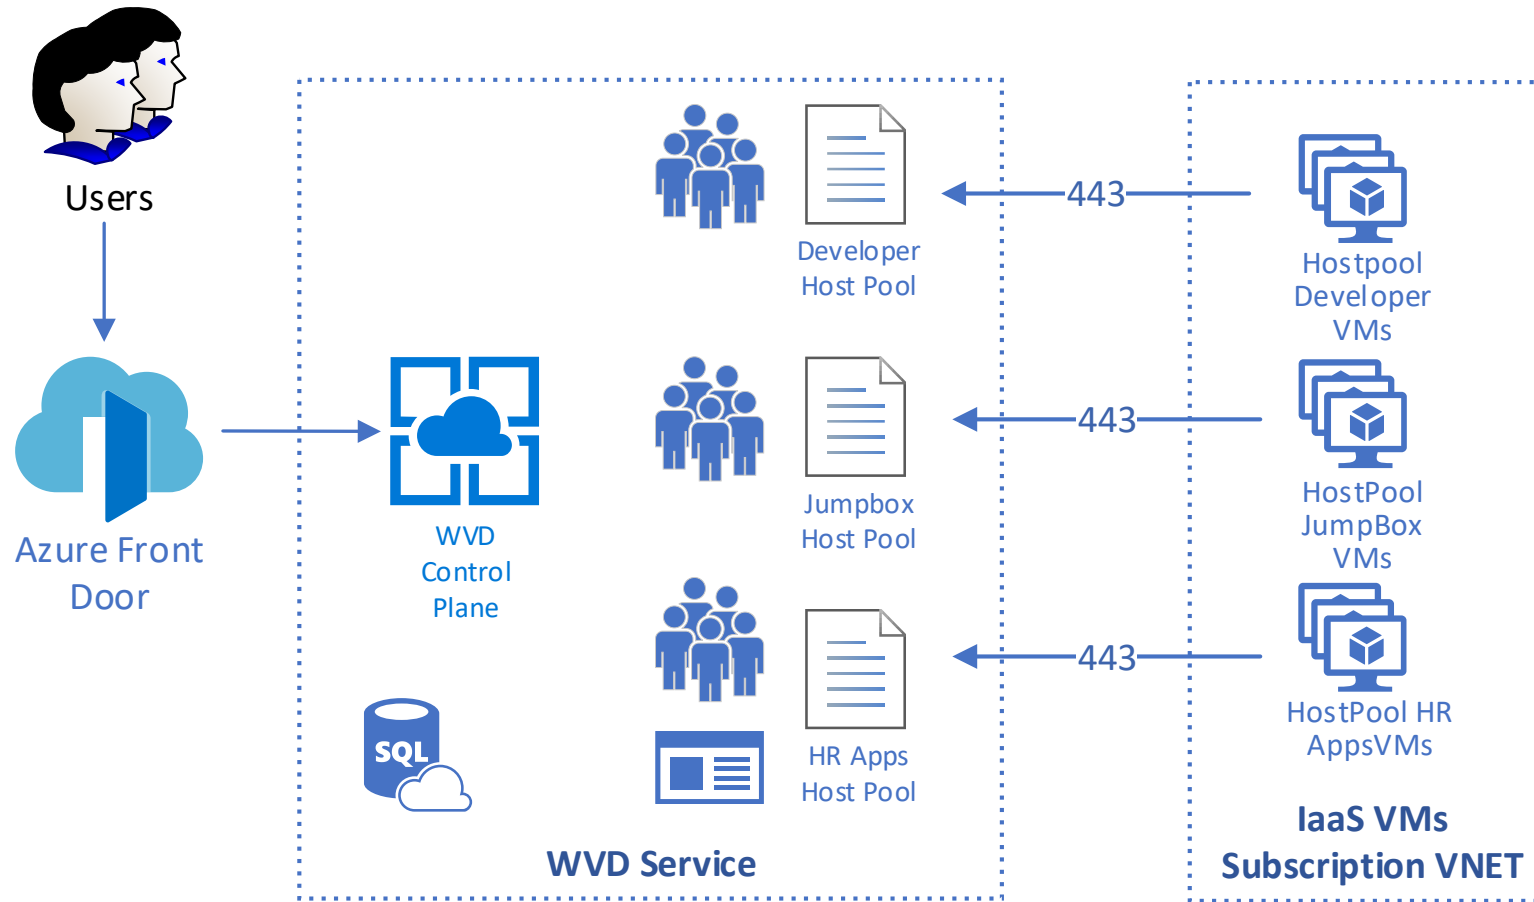 Users
Azure Front
Door
WVD
Control
Plane
SQL
Developer
Host Pool
Jumpbox
Host Pool
HR Apps
Host Pool
WVD Service
443
443
443
Hostpool
Developer
VMs
HostPool
JumpBox
VMs
HostPool HR
AppsVMs
IaaS VMs
Subscription VNET